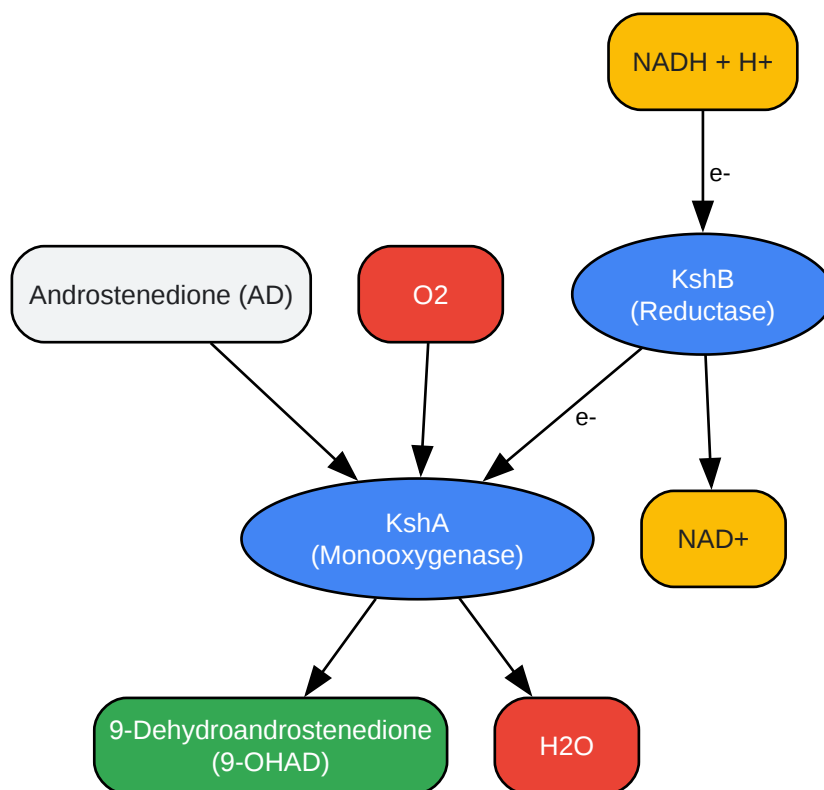 NADH + H+
e-
Androstenedione (AD)
O2
KshB
(Reductase)
e-
KshA
(Monooxygenase)
NAD+
9-Dehydroandrostenedione
(9-OHAD)
H2O